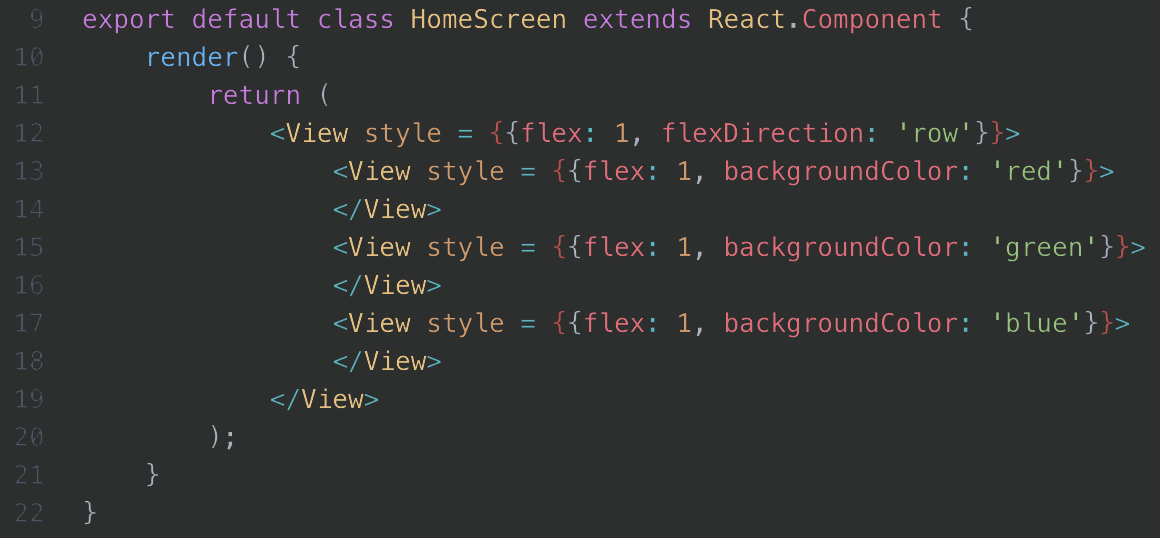 9 export default class HomeScreen extends React.Component {
10 render() {
11 return (
12 <View style = {{flex: 1, flexDirection: 'row'}}>
13 <View style = {{flex: 1, backgroundColor: 'red'}}>
14 </View>
15 <View style = {{flex: 1, backgroundColor: 'green'}}>
16 </View>
17 <View style = {{flex: 1, backgroundColor: 'blue'}}>
18 </View>
19 </View>
20 );
21 }
22 }